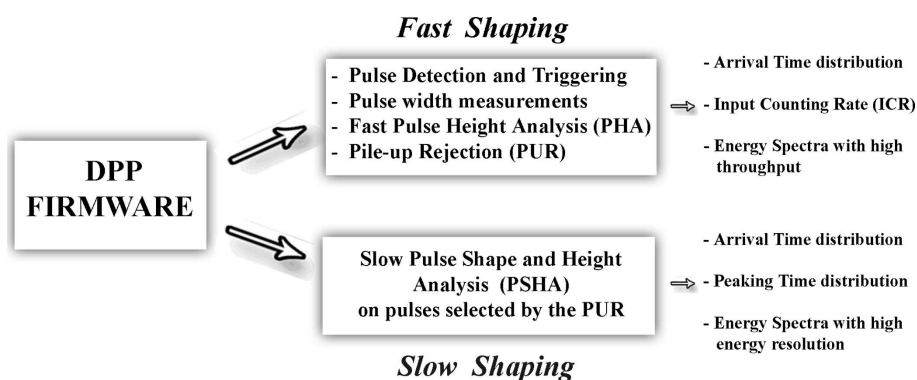 Fast Shaping
DPP
FIRMWARE
- Pulse Detection and Triggering
- Pulse width measurements
- Fast Pulse Height Analysis (PHA)
- Pile-up Rejection (PUR)
- Arrival Time distribution
- Input Counting Rate (ICR)
- Energy Spectra with high
throughput
Slow Pulse Shape and Height
Analysis (PSHA)
on pulses selected by the PUR
- Arrival Time distribution
- Peaking Time distribution
- Energy Spectra with high
energy resolution
Slow Shaping